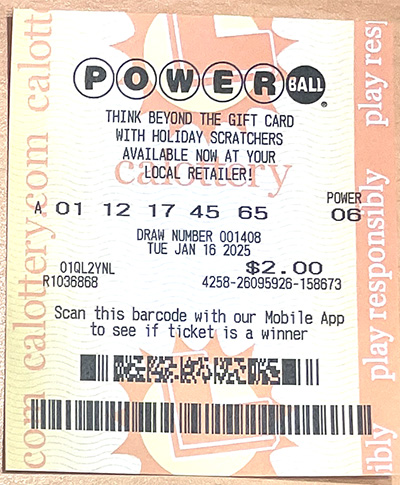 POWERBALL®
THINK BEYOND THE GIFT CARD
WITH HOLIDAY SCRATCHERS
AVAILABLE NOW AT YOUR
LOCAL RETAILER!
calottery
POWER
A 01 12 17 45 65 06
DRAW NUMBER 001408
TUE JAN 16 2025
01QL2YNL $2.00
R1036868 4258-26095926-158673
Scan this barcode with our Mobile App
to see if ticket is a winner
com calottery.com calott
play res
play responsibly
ibly